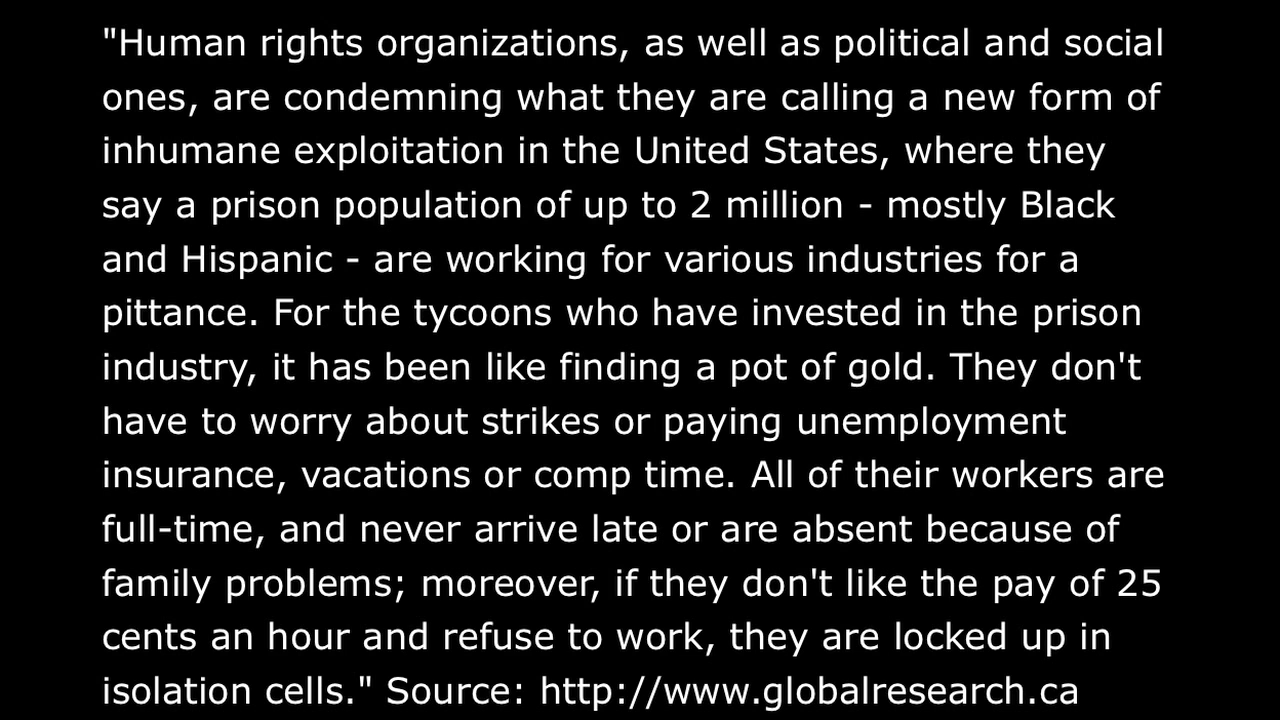 "Human rights organizations, as well as political and social
ones, are condemning what they are calling a new form of
inhumane exploitation in the United States, where they
say a prison population of up to 2 million - mostly Black
and Hispanic - are working for various industries for a
pittance. For the tycoons who have invested in the prison
industry, it has been like finding a pot of gold. They don't
have to worry about strikes or paying unemployment
insurance, vacations or comp time. All of their workers are
full-time, and never arrive late or are absent because of
family problems; moreover, if they don't like the pay of 25
cents an hour and refuse to work, they are locked up in
isolation cells." Source: http://www.globalresearch.ca